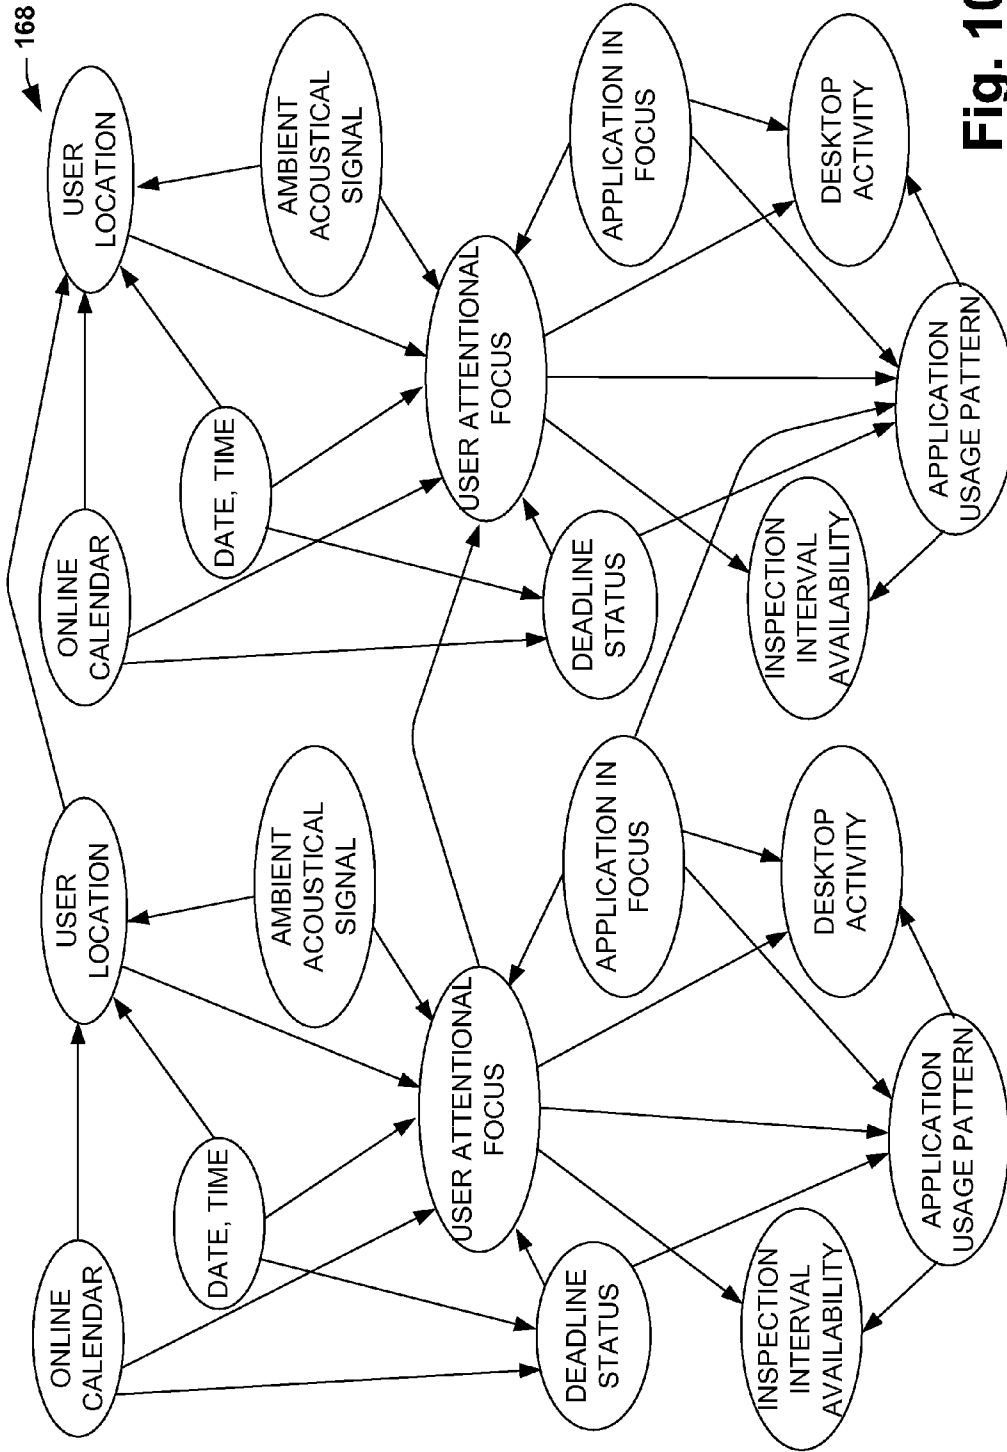 168
ONLINE
CALENDAR
DATE, TIME
USER
LOCATION
AMBIENT
ACOUSTICAL
SIGNAL
USER ATTENTIONAL
FOCUS
DEADLINE
STATUS
APPLICATION IN
FOCUS
INSPECTION
INTERVAL
AVAILABILITY
DESKTOP
ACTIVITY
APPLICATION
USAGE PATTERN
ONLINE
CALENDAR
DATE, TIME
USER
LOCATION
AMBIENT
ACOUSTICAL
SIGNAL
USER ATTENTIONAL
FOCUS
DEADLINE
STATUS
APPLICATION IN
FOCUS
INSPECTION
INTERVAL
AVAILABILITY
DESKTOP
ACTIVITY
APPLICATION
USAGE PATTERN
Fig. 10